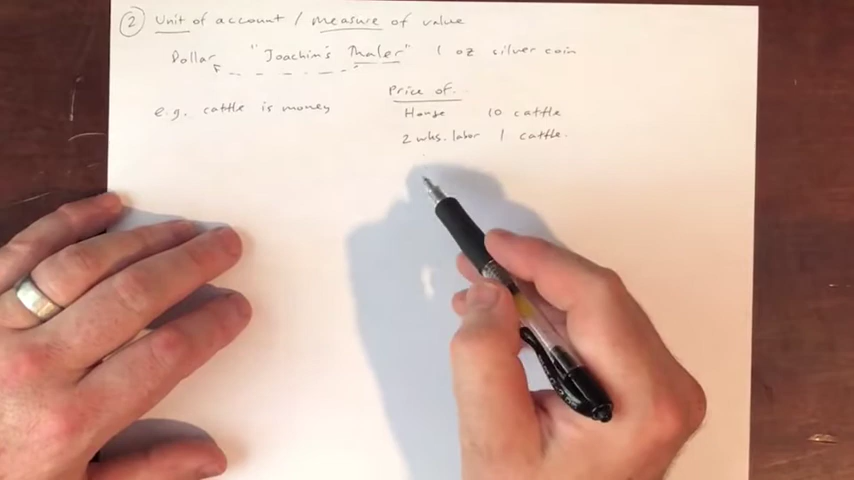 ② Unit of account / measure of value
Dollar "Joachim's Thaler" 1 oz silver coin
e.g. cattle is money
Price of.
House 10 cattle
2 wks. labor 1 cattle.